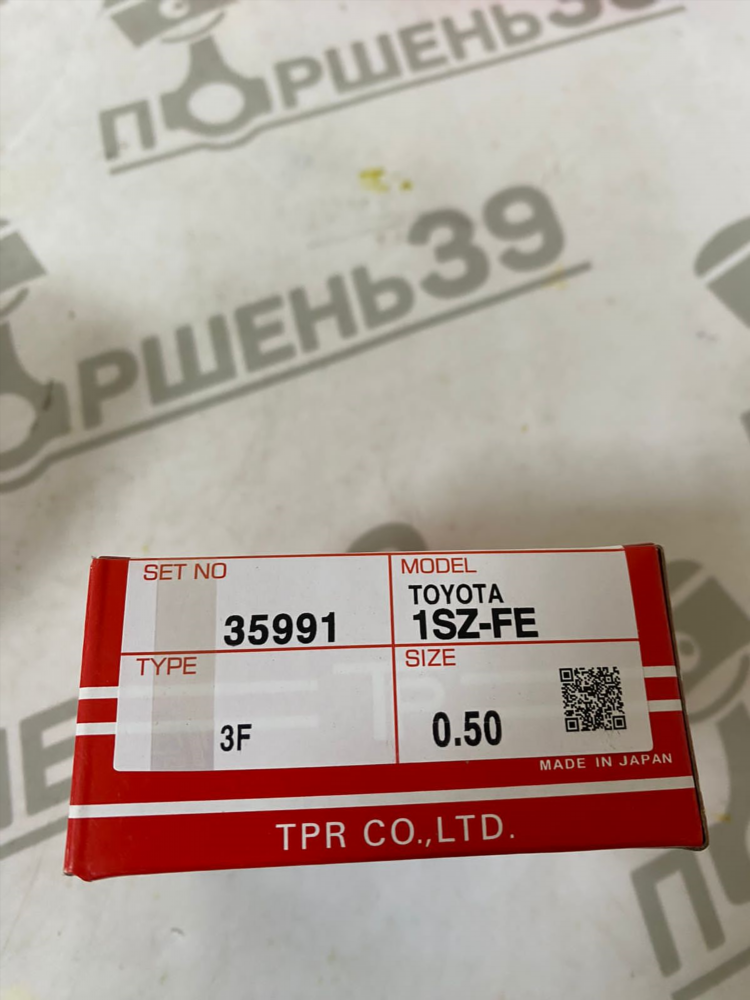 ПОРШЕНЬ39
ПОРШЕНЬ39
SET NO
35991
MODEL
TOYOTA
1SZ-FE
TYPE
3F
SIZE
0.50
MADE IN JAPAN
TPR CO.,LTD.